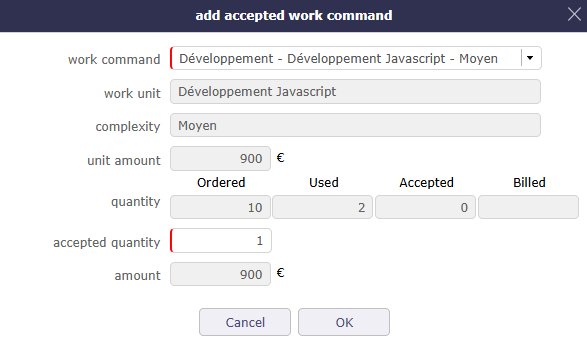 add accepted work command
work command Développement - Développement Javascript - Moyen
work unit Développement Javascript
complexity Moyen
unit amount 900 €
Ordered Used Accepted Billed
quantity 10 2 0
accepted quantity 1
amount 900 €
Cancel OK